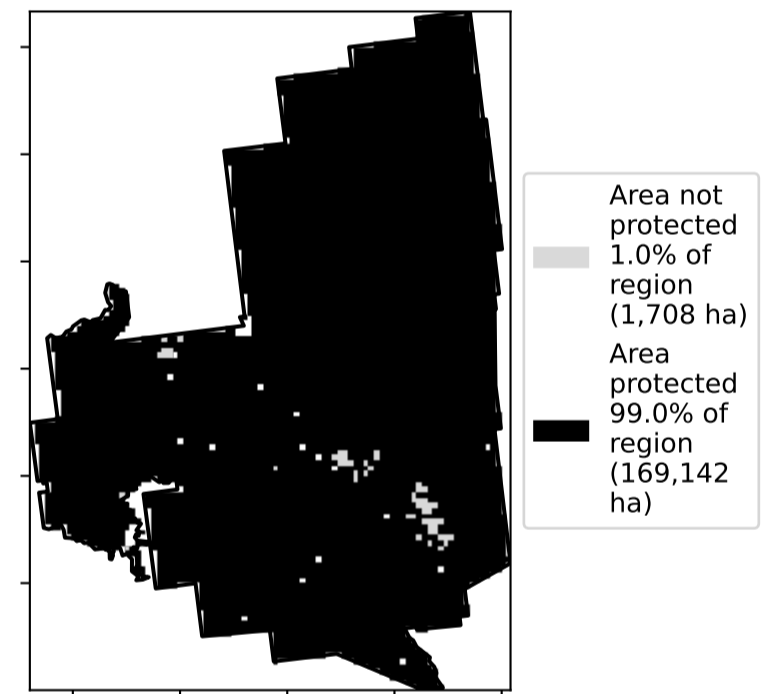 Area not
protected
1.0% of
region
(1,708 ha)
Area
protected
99.0% of
region
(169,142
ha)